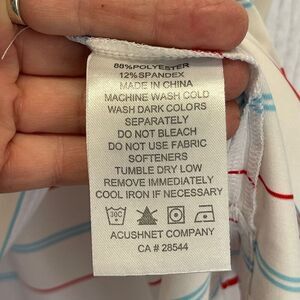 88%POLYESTER
12%SPANDEX
MADE IN CHINA
MACHINE WASH COLD
WASH DARK COLORS
SEPARATELY
DO NOT BLEACH
DO NOT USE FABRIC
SOFTENERS
TUMBLE DRY LOW
REMOVE IMMEDIATELY
COOL IRON IF NECESSARY
30C
ACUSHNET COMPANY
CA # 28544